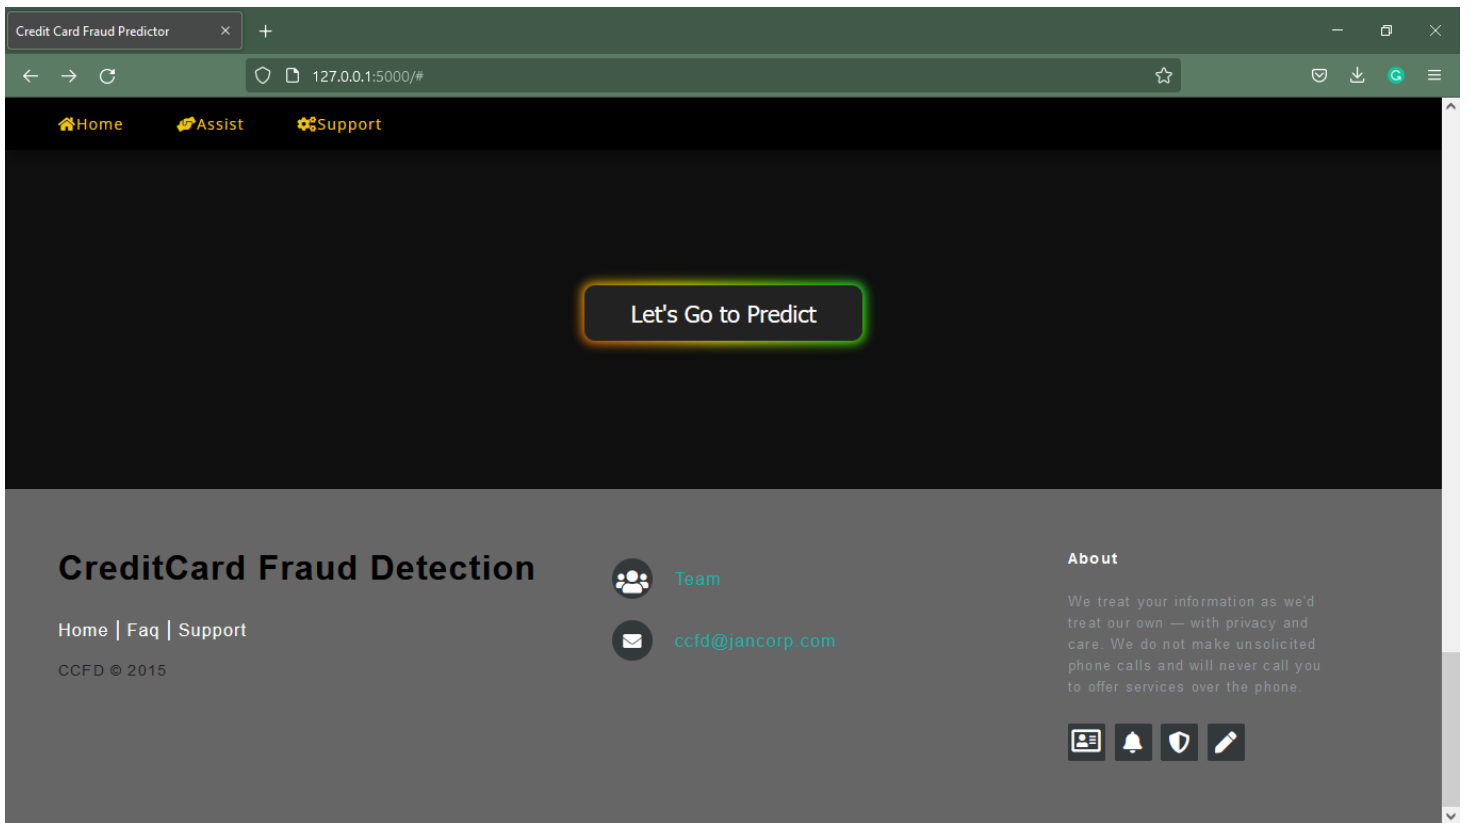 Credit Card Fraud Predictor
127.0.0.1:5000/#
Home Assist Support
Let's Go to Predict
CreditCard Fraud Detection
Home | Faq | Support
CCFD © 2015
Team
ccfd@jancorp.com
About
We treat your information as we'd
treat our own — with privacy and
care. We do not make unsolicited
phone calls and will never call you
to offer services over the phone.